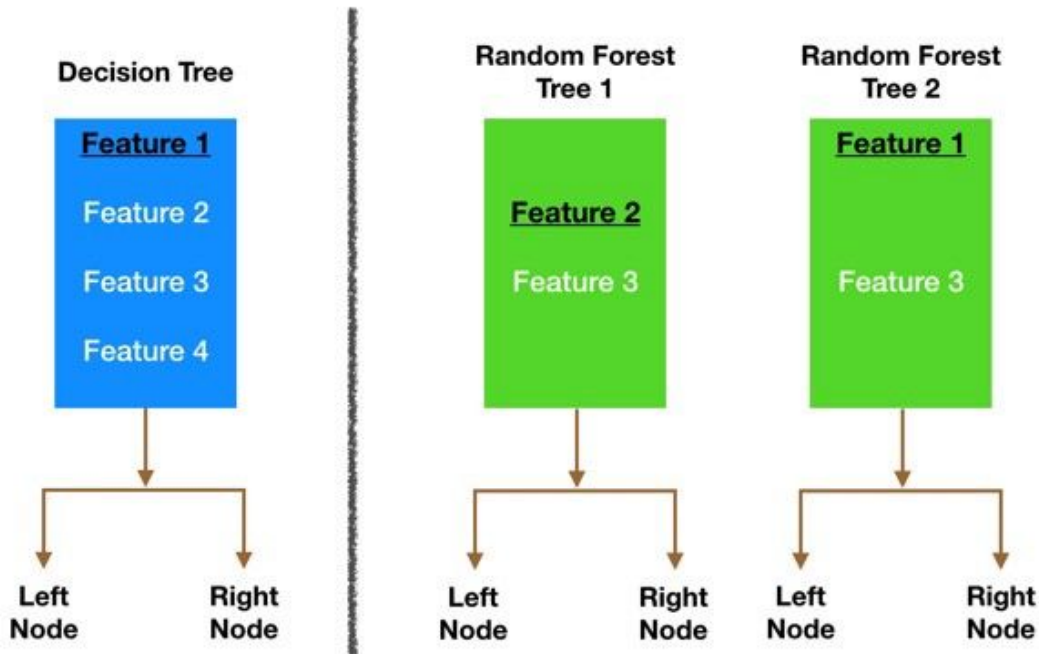 Decision Tree
Feature 1
Feature 2
Feature 3
Feature 4
Left
Node
Right
Node
Random Forest
Tree 1
Feature 2
Feature 3
Left
Node
Right
Node
Random Forest
Tree 2
Feature 1
Feature 3
Left
Node
Right
Node